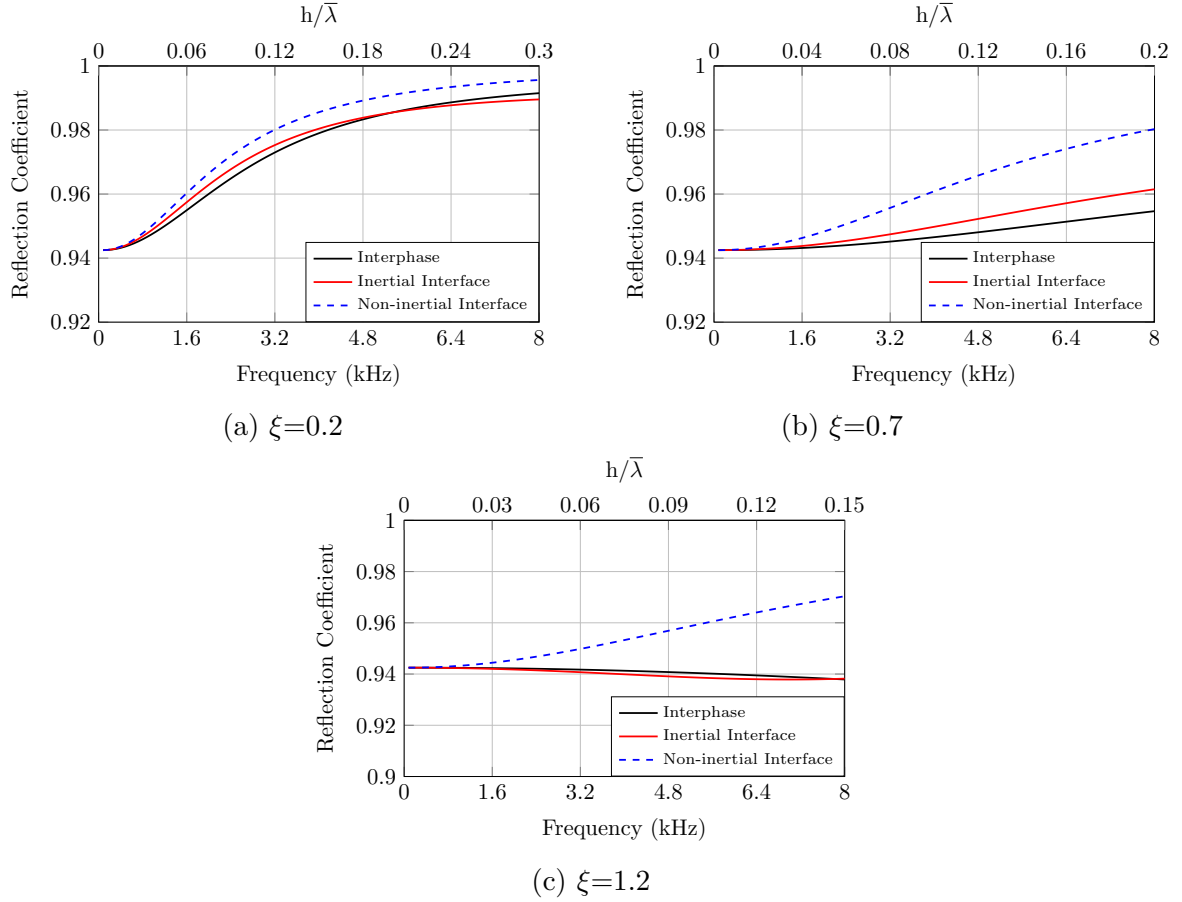 h/λ̅
0 0.06 0.12 0.18 0.24 0.3
1
0.98
0.96
0.94
0.92
Reflection Coefficient
Interphase
Inertial Interface
Non-inertial Interface
0 1.6 3.2 4.8 6.4 8
Frequency (kHz)
(a) ξ=0.2
h/λ̅
0 0.04 0.08 0.12 0.16 0.2
1
0.98
0.96
0.94
0.92
Reflection Coefficient
Interphase
Inertial Interface
Non-inertial Interface
0 1.6 3.2 4.8 6.4 8
Frequency (kHz)
(b) ξ=0.7
h/λ̅
0 0.03 0.06 0.09 0.12 0.15
1
0.98
0.96
0.94
0.92
0.9
Reflection Coefficient
Interphase
Inertial Interface
Non-inertial Interface
0 1.6 3.2 4.8 6.4 8
Frequency (kHz)
(c) ξ=1.2